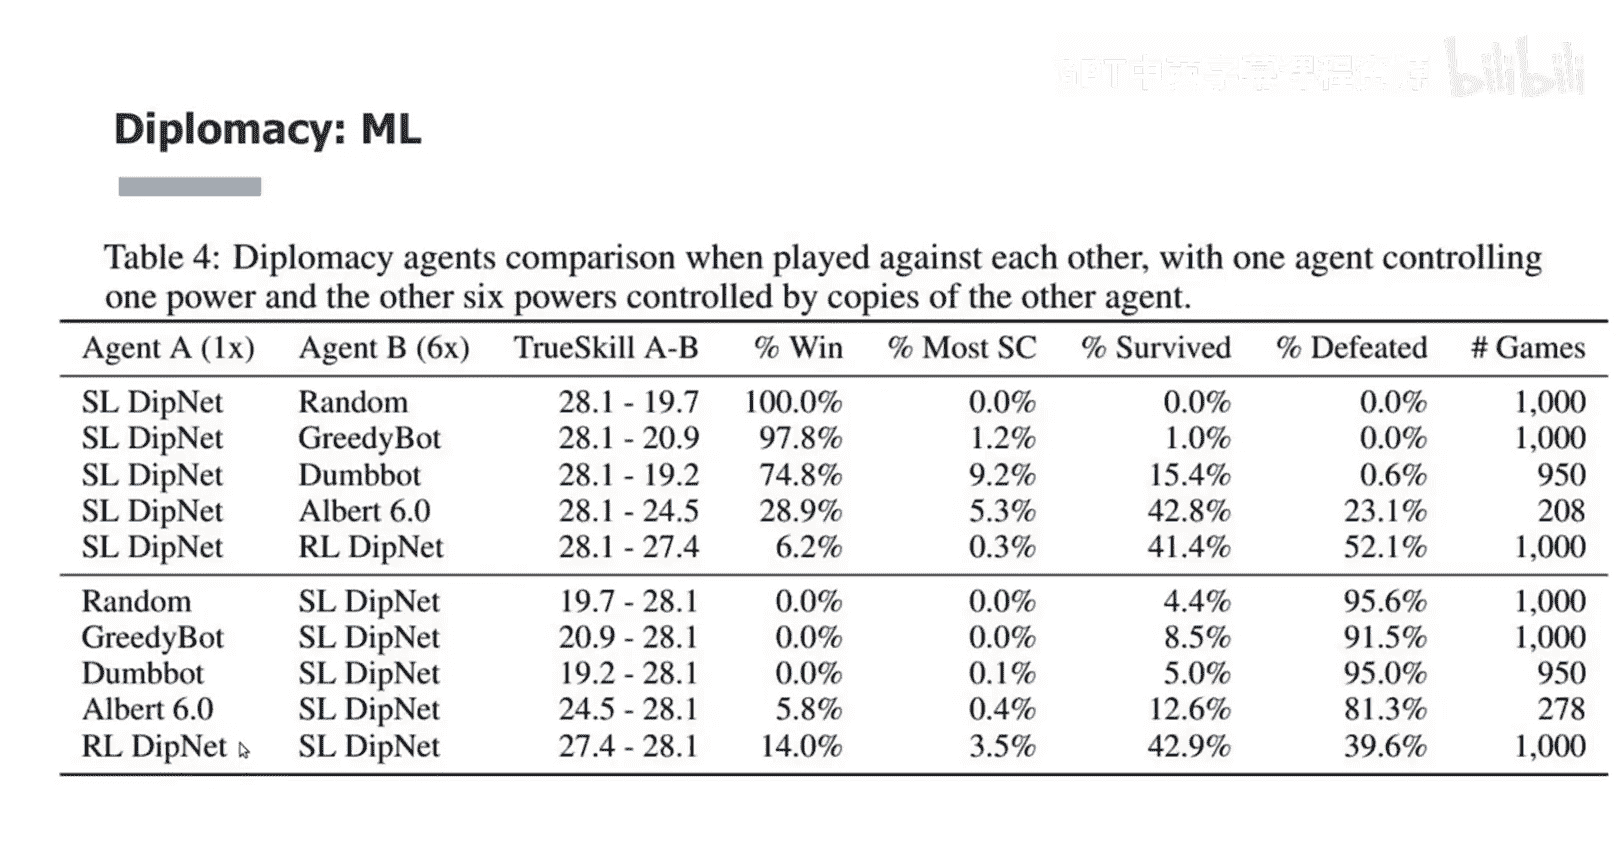 bilibili
Diplomacy: ML
Table 4: Diplomacy agents comparison when played against each other, with one agent controlling
one power and the other six powers controlled by copies of the other agent.
Agent A (1x) Agent B (6x) TrueSkill A-B % Win % Most SC % Survived % Defeated # Games
SL DipNet Random 28.1 - 19.7 100.0% 0.0% 0.0% 0.0% 1,000
SL DipNet GreedyBot 28.1 - 20.9 97.8% 1.2% 1.0% 0.0% 1,000
SL DipNet Dumbbot 28.1 - 19.2 74.8% 9.2% 15.4% 0.6% 950
SL DipNet Albert 6.0 28.1 - 24.5 28.9% 5.3% 42.8% 23.1% 208
SL DipNet RL DipNet 28.1 - 27.4 6.2% 0.3% 41.4% 52.1% 1,000
Random SL DipNet 19.7 - 28.1 0.0% 0.0% 4.4% 95.6% 1,000
GreedyBot SL DipNet 20.9 - 28.1 0.0% 0.0% 8.5% 91.5% 1,000
Dumbbot SL DipNet 19.2 - 28.1 0.0% 0.1% 5.0% 95.0% 950
Albert 6.0 SL DipNet 24.5 - 28.1 5.8% 0.4% 12.6% 81.3% 278
RL DipNet SL DipNet 27.4 - 28.1 14.0% 3.5% 42.9% 39.6% 1,000